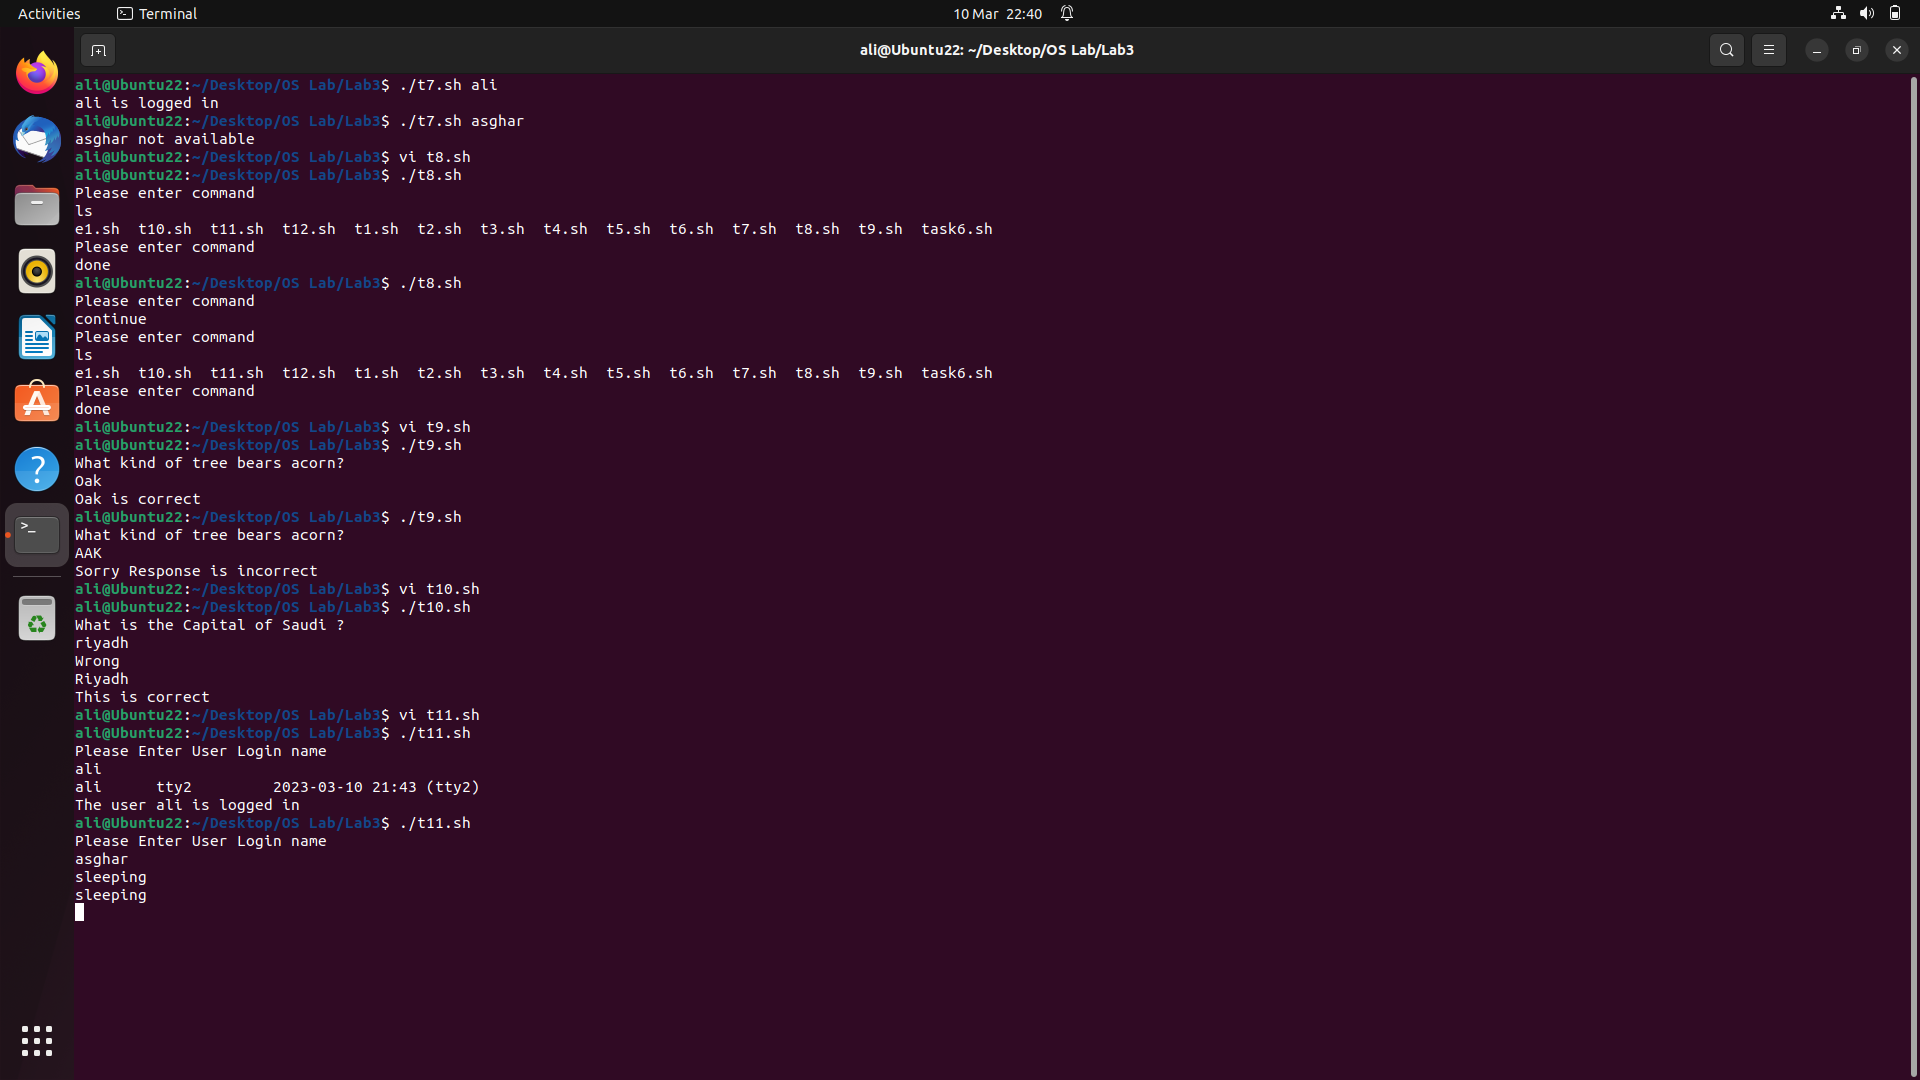 Activities
Terminal
10 Mar 22:40
ali@Ubuntu22: ~/Desktop/OS Lab/Lab3
ali@Ubuntu22:~/Desktop/OS Lab/Lab3$ ./t7.sh ali
ali is logged in
ali@Ubuntu22:~/Desktop/OS Lab/Lab3$ ./t7.sh asghar
asghar not available
ali@Ubuntu22:~/Desktop/OS Lab/Lab3$ vi t8.sh
ali@Ubuntu22:~/Desktop/OS Lab/Lab3$ ./t8.sh
Please enter command
ls
e1.sh  t10.sh  t11.sh  t12.sh  t1.sh  t2.sh  t3.sh  t4.sh  t5.sh  t6.sh  t7.sh  t8.sh  t9.sh  task6.sh
Please enter command
done
ali@Ubuntu22:~/Desktop/OS Lab/Lab3$ ./t8.sh
Please enter command
continue
Please enter command
ls
e1.sh  t10.sh  t11.sh  t12.sh  t1.sh  t2.sh  t3.sh  t4.sh  t5.sh  t6.sh  t7.sh  t8.sh  t9.sh  task6.sh
Please enter command
done
ali@Ubuntu22:~/Desktop/OS Lab/Lab3$ vi t9.sh
ali@Ubuntu22:~/Desktop/OS Lab/Lab3$ ./t9.sh
What kind of tree bears acorn?
Oak
Oak is correct
ali@Ubuntu22:~/Desktop/OS Lab/Lab3$ ./t9.sh
What kind of tree bears acorn?
AAK
Sorry Response is incorrect
ali@Ubuntu22:~/Desktop/OS Lab/Lab3$ vi t10.sh
ali@Ubuntu22:~/Desktop/OS Lab/Lab3$ ./t10.sh
What is the Capital of Saudi ?
riyadh
Wrong
Riyadh
This is correct
ali@Ubuntu22:~/Desktop/OS Lab/Lab3$ vi t11.sh
ali@Ubuntu22:~/Desktop/OS Lab/Lab3$ ./t11.sh
Please Enter User Login name
ali
ali      tty2         2023-03-10 21:43 (tty2)
The user ali is logged in
ali@Ubuntu22:~/Desktop/OS Lab/Lab3$ ./t11.sh
Please Enter User Login name
asghar
sleeping
sleeping